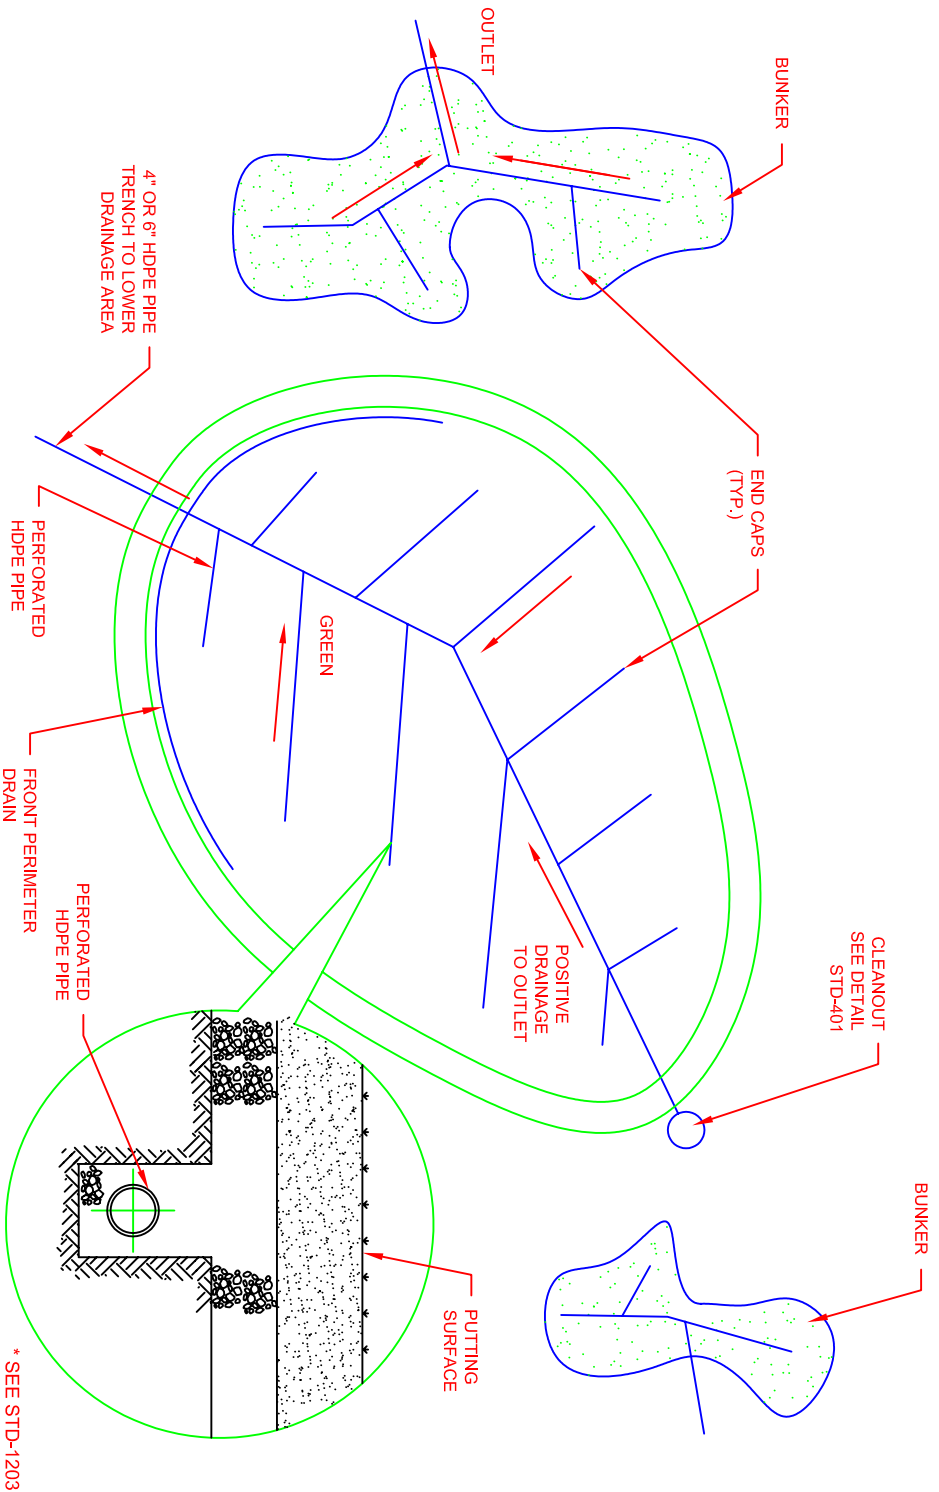 OUTLET
BUNKER
4" OR 6" HDPE PIPE
TRENCH TO LOWER
DRAINAGE AREA
END CAPS
(TYP.)
PERFORATED
HDPE PIPE
GREEN
FRONT PERIMETER
DRAIN
POSITIVE
DRAINAGE
TO OUTLET
CLEANOUT
SEE DETAIL
STD-401
PERFORATED
HDPE PIPE
BUNKER
PUTTING
SURFACE
* SEE STD-1203